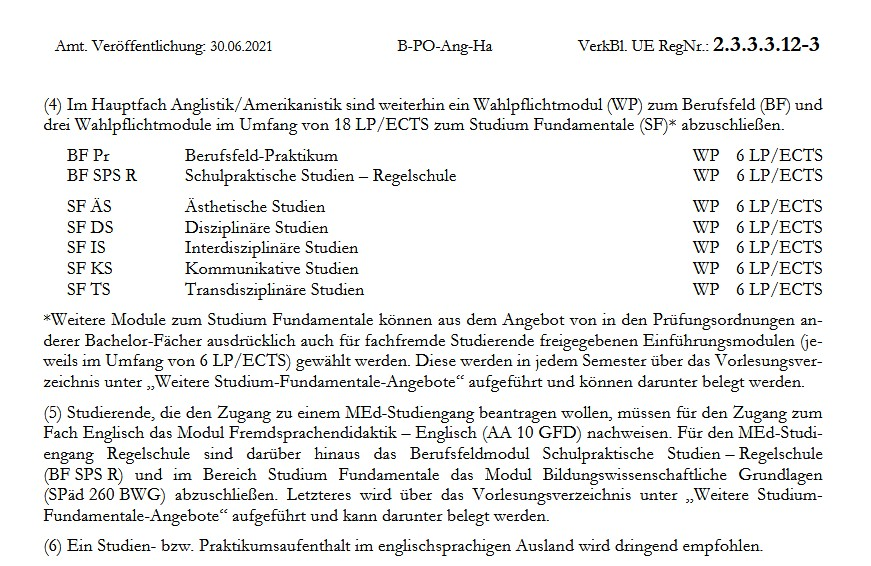 Amt. Veröffentlichung: 30.06.2021 B-PO-Ang-Ha VerkBl. UE RegNr.: 2.3.3.3.12-3
(4) Im Hauptfach Anglistik/Amerikanistik sind weiterhin ein Wahlpflichtmodul (WP) zum Berufsfeld (BF) und
drei Wahlpflichtmodule im Umfang von 18 LP/ECTS zum Studium Fundamentale (SF)* abzuschließen.
BF Pr Berufsfeld-Praktikum WP 6 LP/ECTS
BF SPS R Schulpraktische Studien – Regelschule WP 6 LP/ECTS
SF ÄS Ästhetische Studien WP 6 LP/ECTS
SF DS Disziplinäre Studien WP 6 LP/ECTS
SF IS Interdisziplinäre Studien WP 6 LP/ECTS
SF KS Kommunikative Studien WP 6 LP/ECTS
SF TS Transdisziplinäre Studien WP 6 LP/ECTS
*Weitere Module zum Studium Fundamentale können aus dem Angebot von in den Prüfungsordnungen an-
derer Bachelor-Fächer ausdrücklich auch für fachfremde Studierende freigegebenen Einführungsmodulen (je-
weils im Umfang von 6 LP/ECTS) gewählt werden. Diese werden in jedem Semester über das Vorlesungsver-
zeichnis unter „Weitere Studium-Fundamentale-Angebote“ aufgeführt und können darunter belegt werden.
(5) Studierende, die den Zugang zu einem MEd-Studiengang beantragen wollen, müssen für den Zugang zum
Fach Englisch das Modul Fremdsprachendidaktik – Englisch (AA 10 GFD) nachweisen. Für den MEd-Studi-
engang Regelschule sind darüber hinaus das Berufsfeldmodul Schulpraktische Studien – Regelschule
(BF SPS R) und im Bereich Studium Fundamentale das Modul Bildungswissenschaftliche Grundlagen
(SPäd 260 BWG) abzuschließen. Letzteres wird über das Vorlesungsverzeichnis unter „Weitere Studium-
Fundamentale-Angebote“ aufgeführt und kann darunter belegt werden.
(6) Ein Studien- bzw. Praktikumsaufenthalt im englischsprachigen Ausland wird dringend empfohlen.